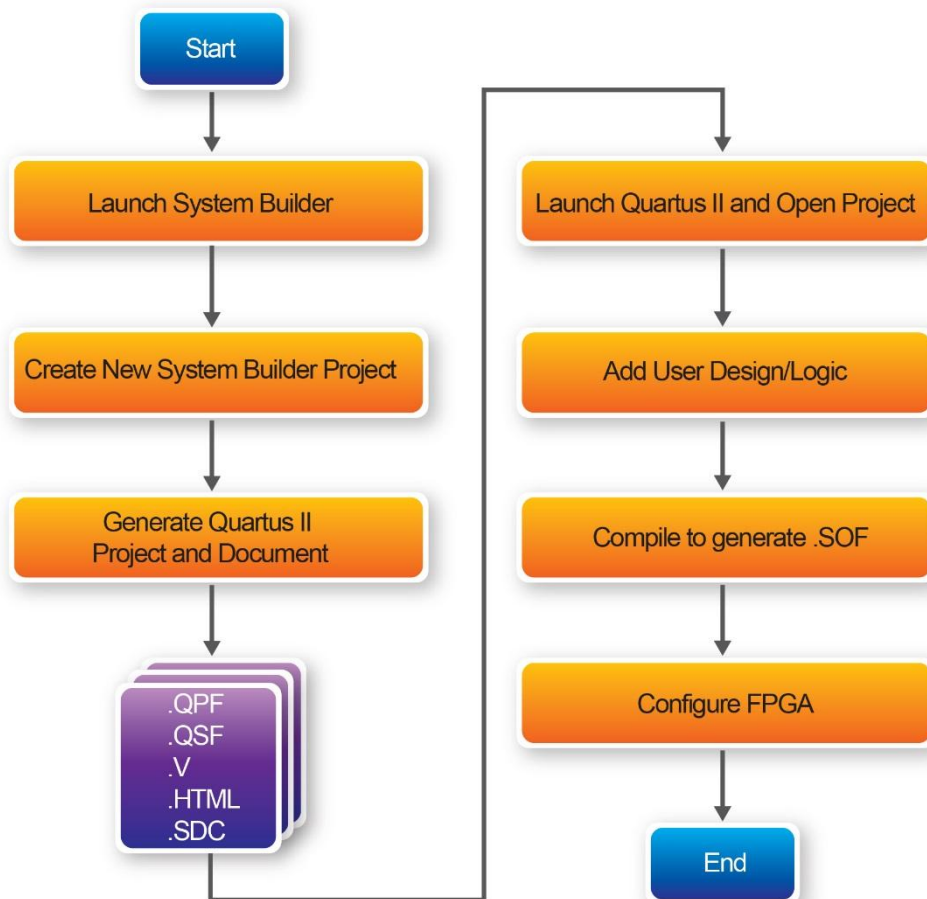 Start
Launch System Builder
Create New System Builder Project
Generate Quartus II
Project and Document
.QPF
.QSF
.V
.HTML
.SDC
Launch Quartus II and Open Project
Add User Design/Logic
Compile to generate .SOF
Configure FPGA
End